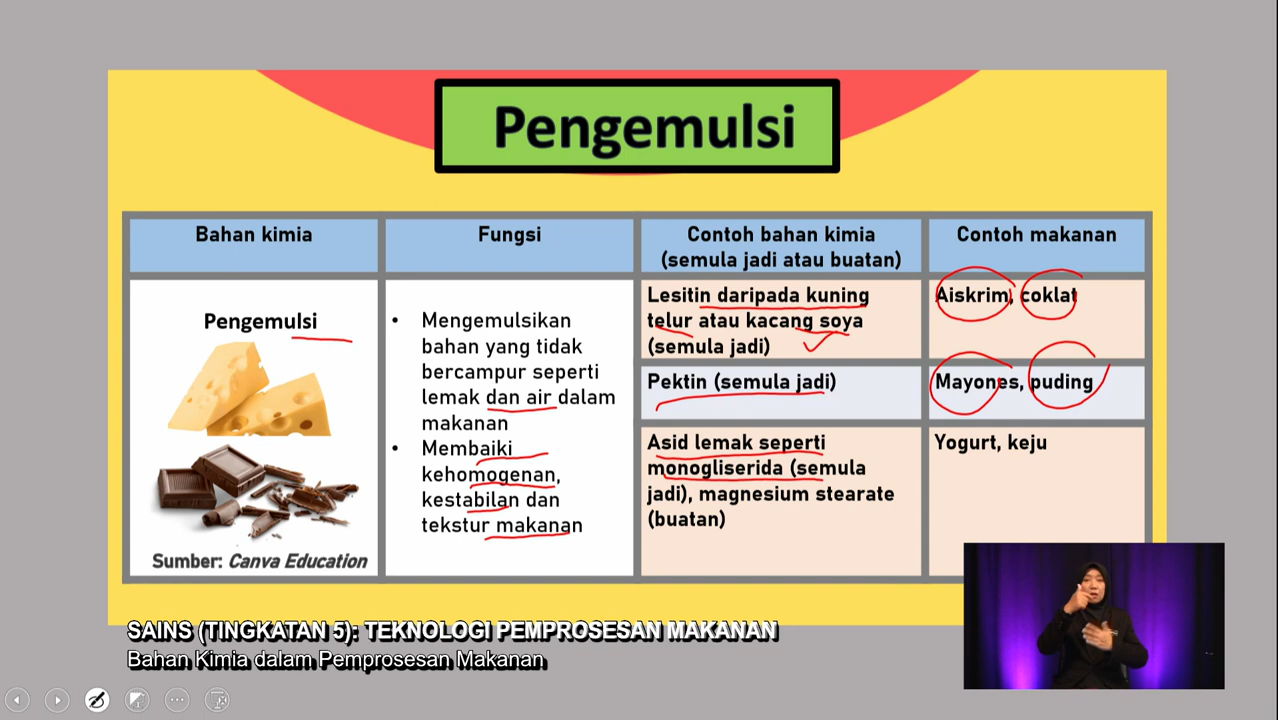 Pengemulsi
Bahan kimia
Fungsi
Contoh bahan kimia
(semula jadi atau buatan)
Contoh makanan
Pengemulsi
Sumber: Canva Education
• Mengemulsikan
bahan yang tidak
bercampur seperti
lemak dan air dalam
makanan
• Membaiki
kehomogenan,
kestabilan dan
tekstur makanan
Lesitin daripada kuning
telur atau kacang soya
(semula jadi)
Aiskrim, coklat
Pektin (semula jadi)
Mayones, puding
Asid lemak seperti
monogliserida (semula
jadi), magnesium stearate
(buatan)
Yogurt, keju
SAINS (TINGKATAN 5): TEKNOLOGI PEMPROSESAN MAKANAN
Bahan Kimia dalam Pemprosesan Makanan